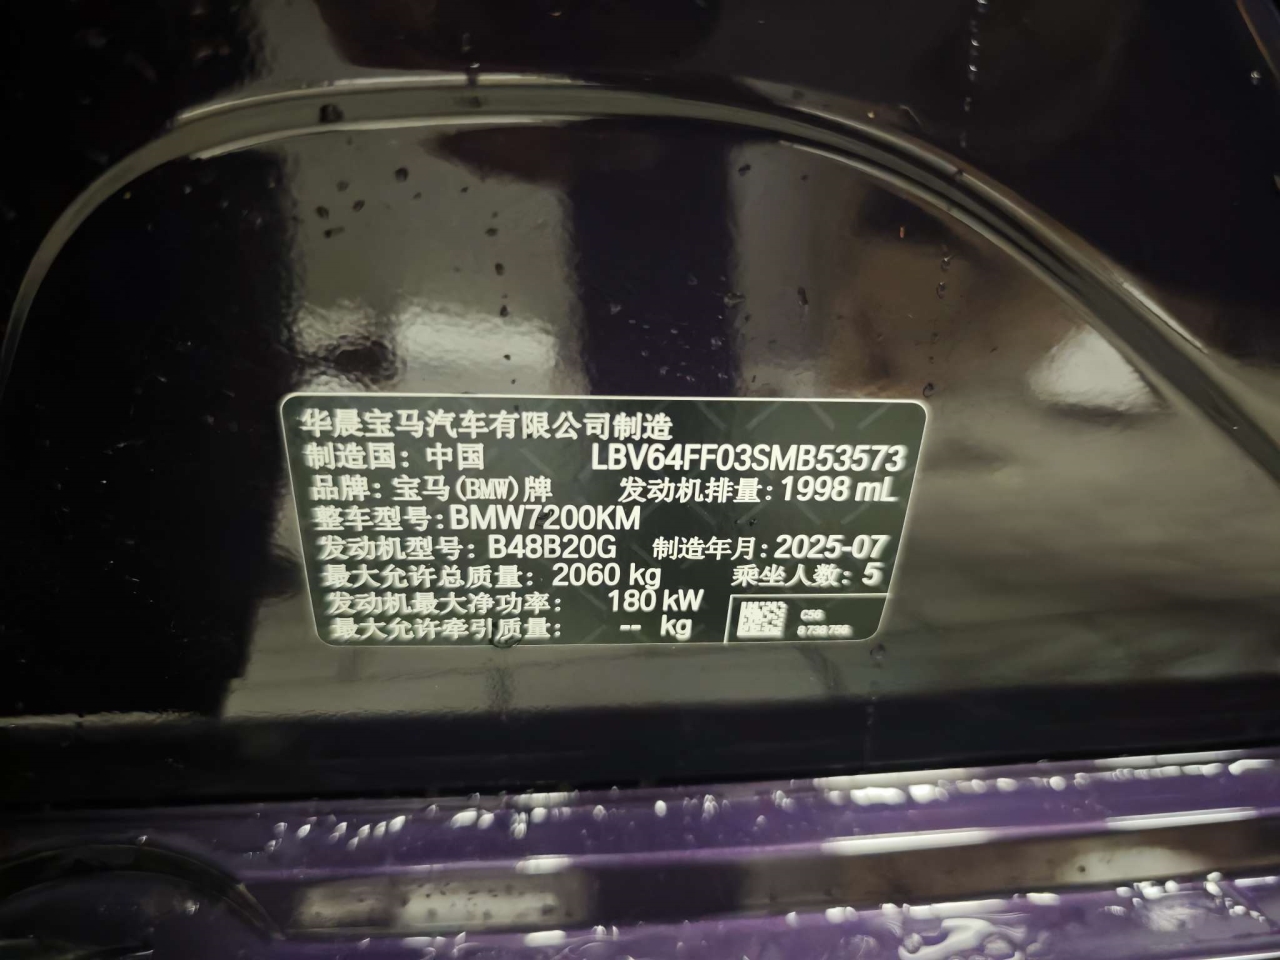 华晨宝马汽车有限公司制造
制造国：中国 LBV64FF03SMB53573
品牌：宝马(BMW)牌 发动机排量：1998 mL
整车型号：BMW7200KM
发动机型号：B48B20G 制造年月：2025-07
最大允许总质量：2060 kg 乘坐人数：5
发动机最大净功率：180 kW
最大允许牵引质量：-- kg
C56